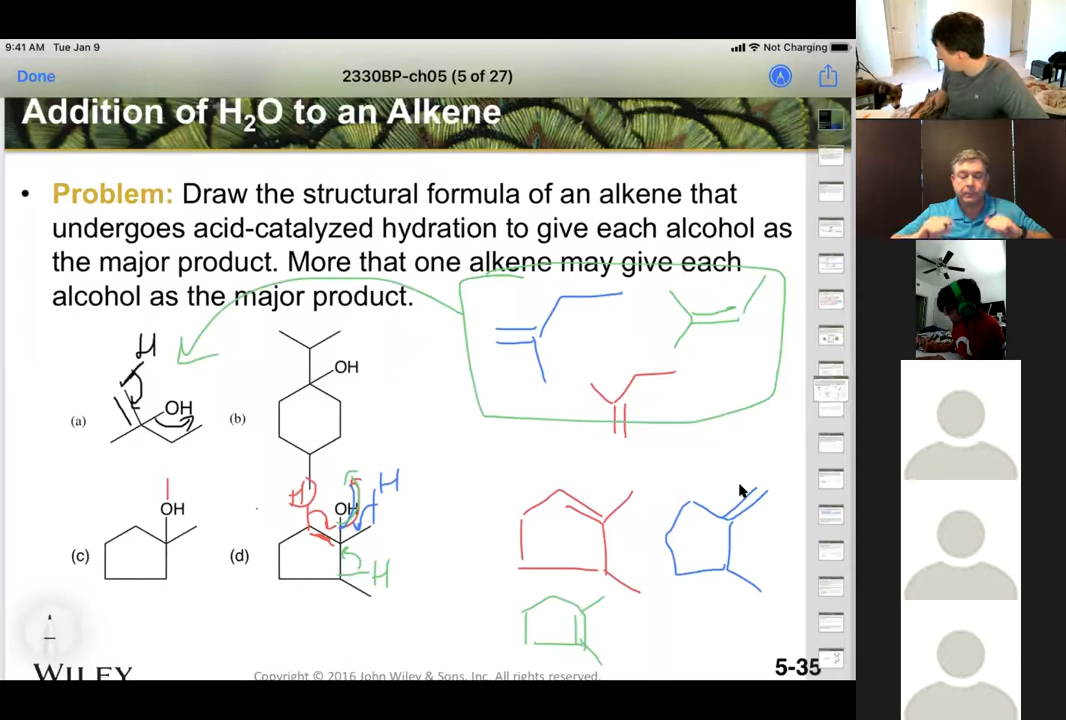 9:41 AM Tue Jan 9
Not Charging
Done
2330BP-ch05 (5 of 27)
Addition of H₂O to an Alkene
• Problem: Draw the structural formula of an alkene that
undergoes acid-catalyzed hydration to give each alcohol as
the major product. More that one alkene may give each
alcohol as the major product.
H
OH
OH
(a)
(b)
H
H
OH
OH
(c)
(d)
H
5-35
WILEY
Copyright © 2016 John Wiley & Sons, Inc. All rights reserved.